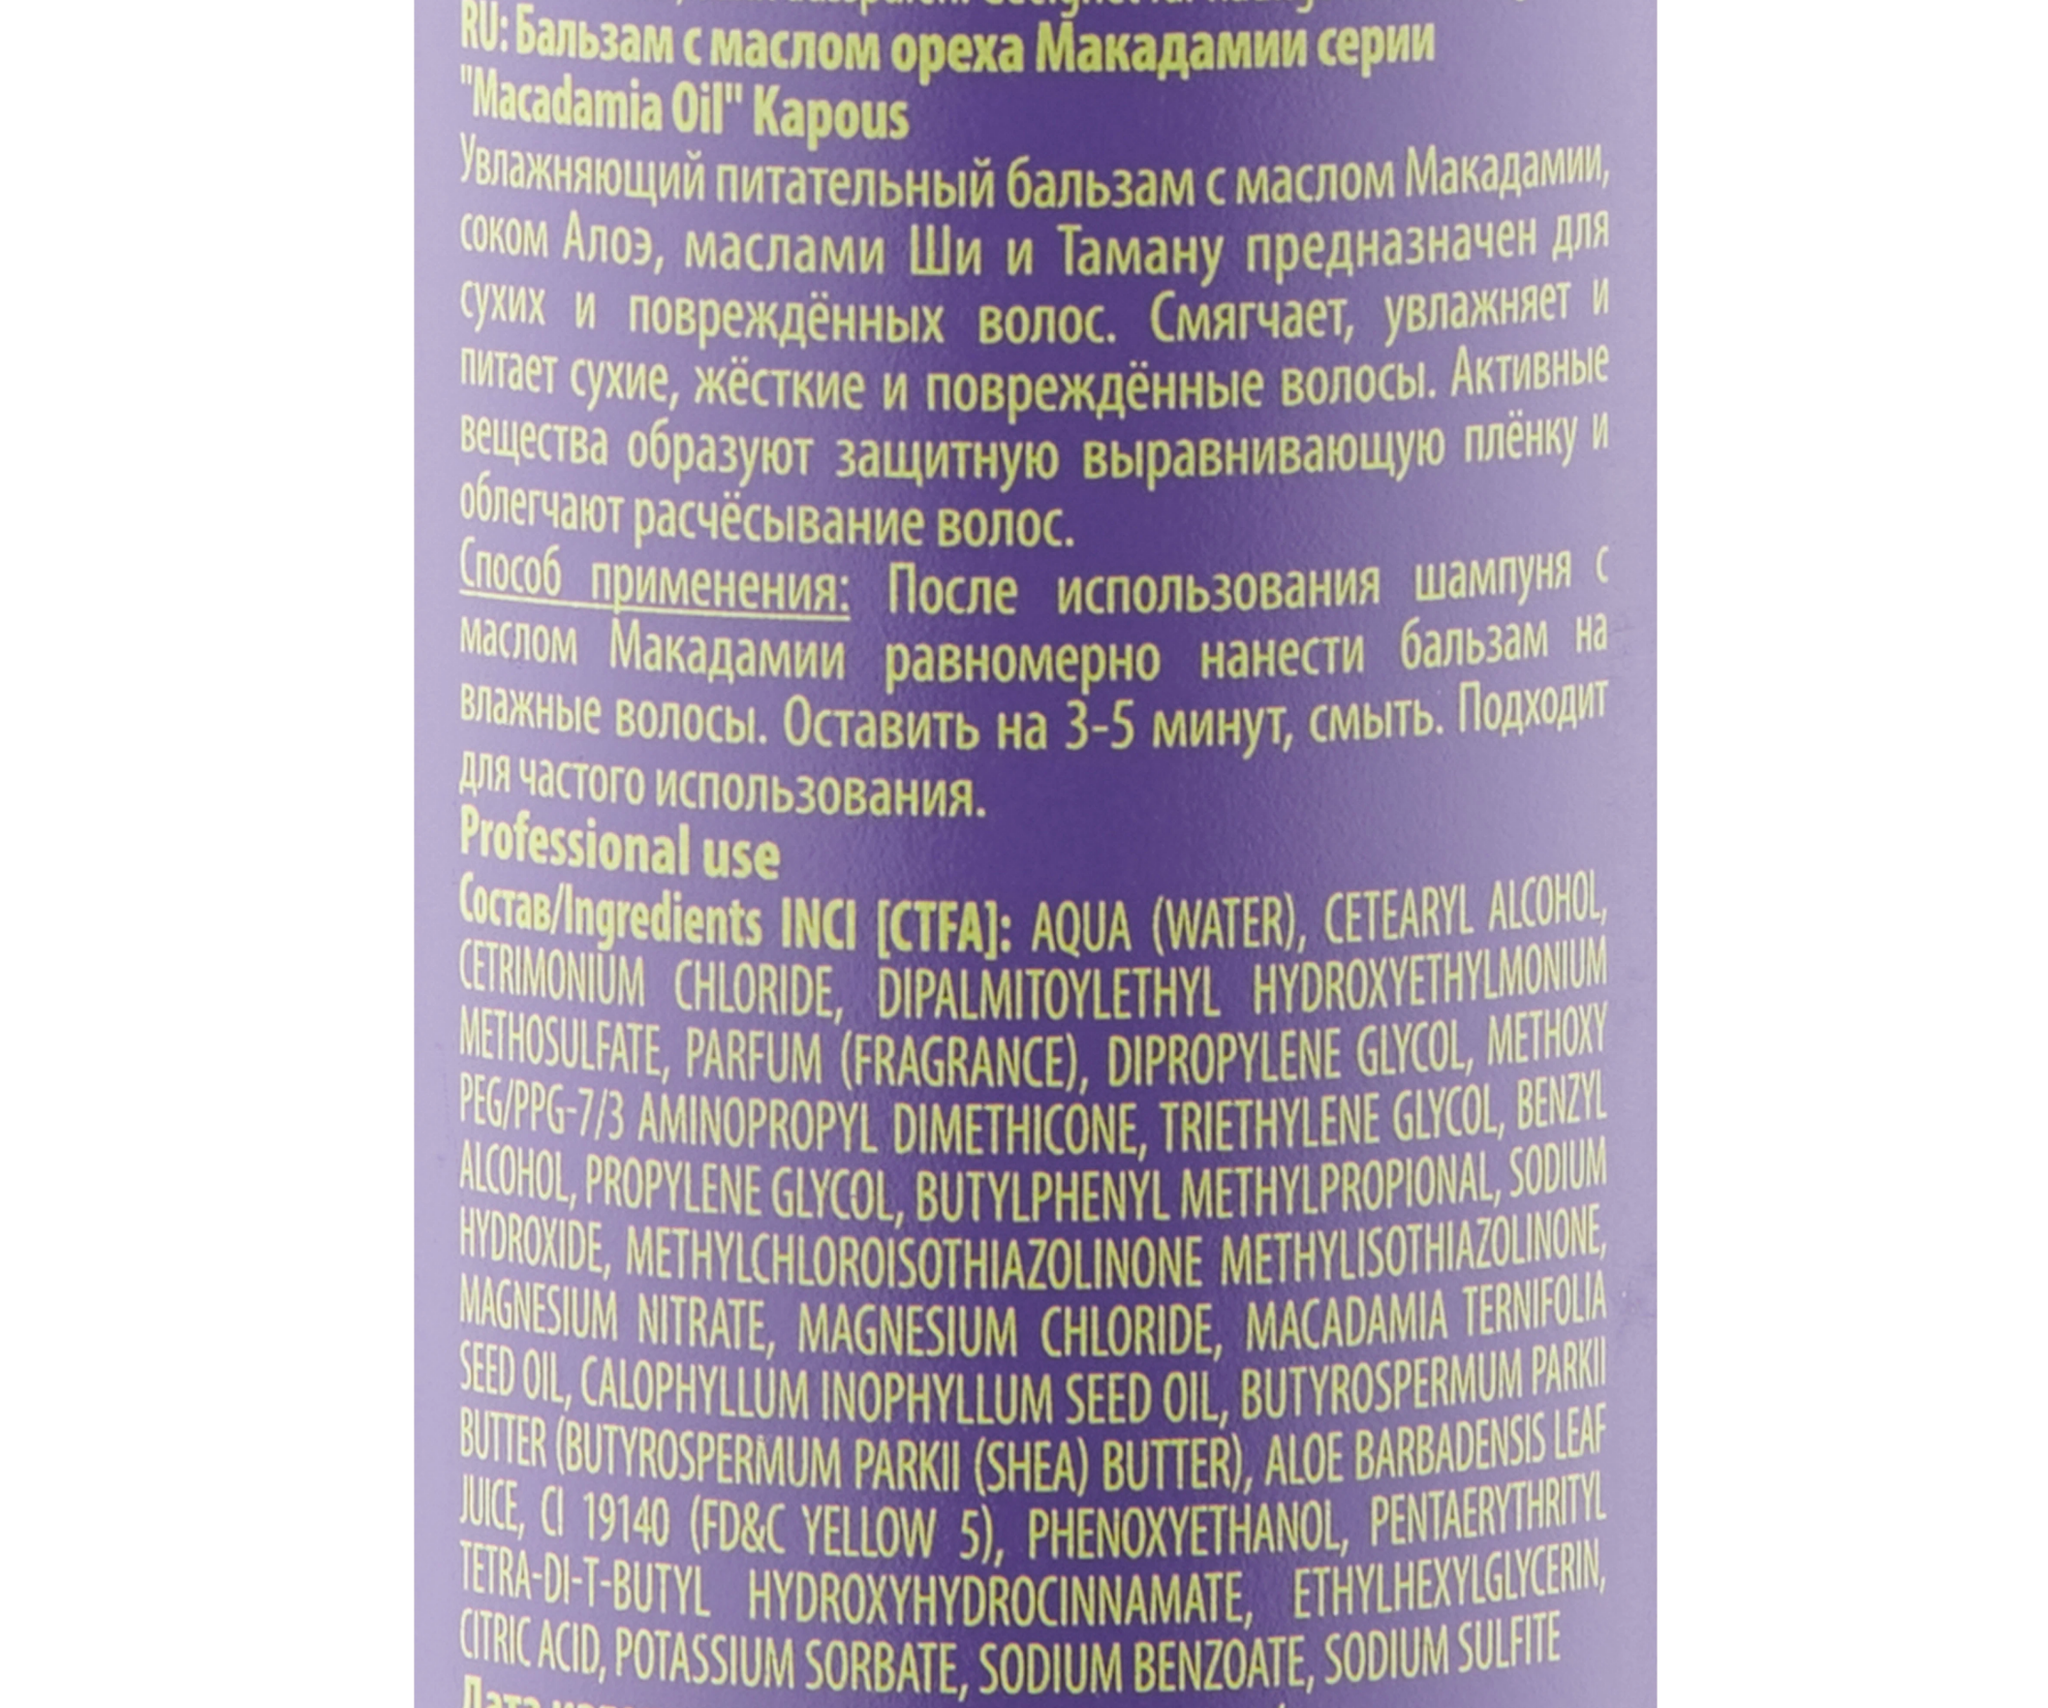 RU: Бальзам с маслом ореха Макадамии серии
"Macadamia Oil" Kapous
Увлажняющий питательный бальзам с маслом Макадамии,
соком Алоэ, маслами Ши и Таману предназначен для
сухих и повреждённых волос. Смягчает, увлажняет и
питает сухие, жёсткие и повреждённые волосы. Активные
вещества образуют защитную выравнивающую плёнку и
облегчают расчёсывание волос.
Способ применения: После использования шампуня с
маслом Макадамии равномерно нанести бальзам на
влажные волосы. Оставить на 3-5 минут, смыть. Подходит
для частого использования.
Professional use
Состав/Ingredients INCI [CTFA]: AQUA (WATER), CETEARYL ALCOHOL,
CETRIMONIUM CHLORIDE, DIPALMITOYLETHYL HYDROXYETHYLMONIUM
METHOSULFATE, PARFUM (FRAGRANCE), DIPROPYLENE GLYCOL, METHOXY
PEG/PPG-7/3 AMINOPROPYL DIMETHICONE, TRIETHYLENE GLYCOL, BENZYL
ALCOHOL, PROPYLENE GLYCOL, BUTYLPHENYL METHYLPROPIONAL, SODIUM
HYDROXIDE, METHYLCHLOROISOTHIAZOLINONE METHYLISOTHIAZOLINONE,
MAGNESIUM NITRATE, MAGNESIUM CHLORIDE, MACADAMIA TERNIFOLIA
SEED OIL, CALOPHYLLUM INOPHYLLUM SEED OIL, BUTYROSPERMUM PARKII
BUTTER (BUTYROSPERMUM PARKII (SHEA) BUTTER), ALOE BARBADENSIS LEAF
JUICE, CI 19140 (FD&C YELLOW 5), PHENOXYETHANOL, PENTAERYTHRITYL
TETRA-DI-T-BUTYL HYDROXYHYDROCINNAMATE, ETHYLHEXYLGLYCERIN,
CITRIC ACID, POTASSIUM SORBATE, SODIUM BENZOATE, SODIUM SULFITE